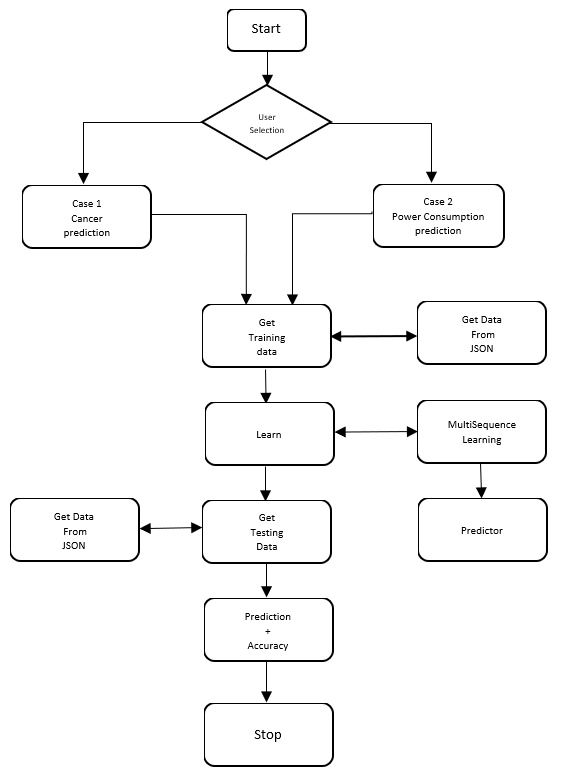 Start
User
Selection
Case 1
Cancer
prediction
Case 2
Power Consumption
prediction
Get
Training
data
Get Data
From
JSON
Learn
MultiSequence
Learning
Get Data
From
JSON
Get
Testing
Data
Predictor
Prediction
+
Accuracy
Stop